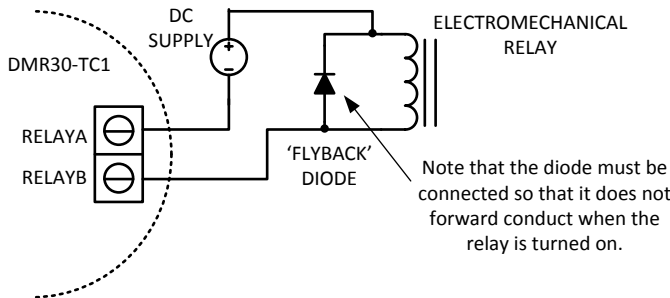 DC
SUPPLY
+
-
ELECTROMECHANICAL
RELAY
DMR30-TC1
RELAYA
RELAYB
‘FLYBACK’
DIODE
Note that the diode must be
connected so that it does not
forward conduct when the
relay is turned on.